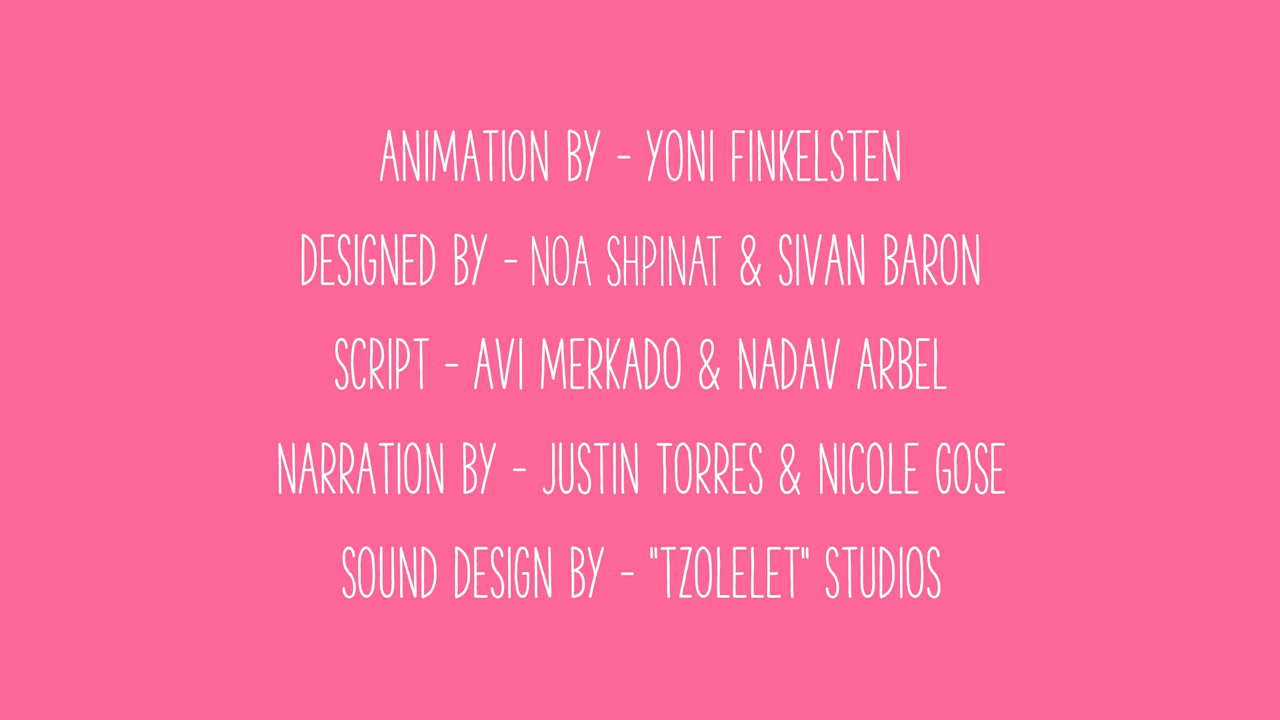 ANIMATION BY - YONI FINKELSTEN
DESIGNED BY - NOA SHPINAT & SIVAN BARON
SCRIPT - AVI MERKADO & NADAV ARBEL
NARRATION BY - JUSTIN TORRES & NICOLE GOSE
SOUND DESIGN BY - "TZOLELET" STUDIOS